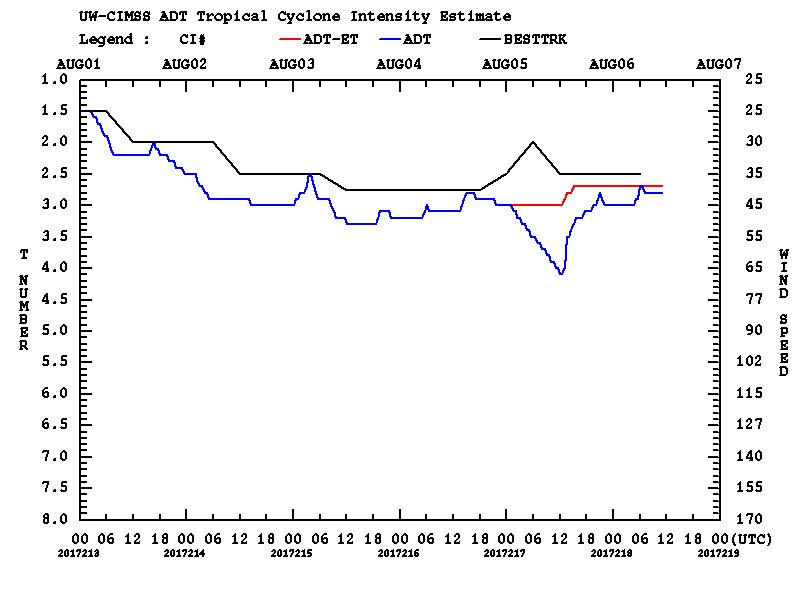 UW-CIMSS ADT Tropical Cyclone Intensity Estimate
Legend : CI# ADT-ET ADT BESTTRK
AUG01 AUG02 AUG03 AUG04 AUG05 AUG06 AUG07
1.0 25
1.5 25
2.0 30
2.5 35
3.0 45
3.5 55
4.0 65
4.5 77
5.0 90
5.5 102
6.0 115
6.5 127
7.0 140
7.5 155
8.0 170
T NUMBER
WIND SPEED
00 06 12 18 00 06 12 18 00 06 12 18 00 06 12 18 00 06 12 18 00 06 12 18 00(UTC)
2017213 2017214 2017215 2017216 2017217 2017218 2017219